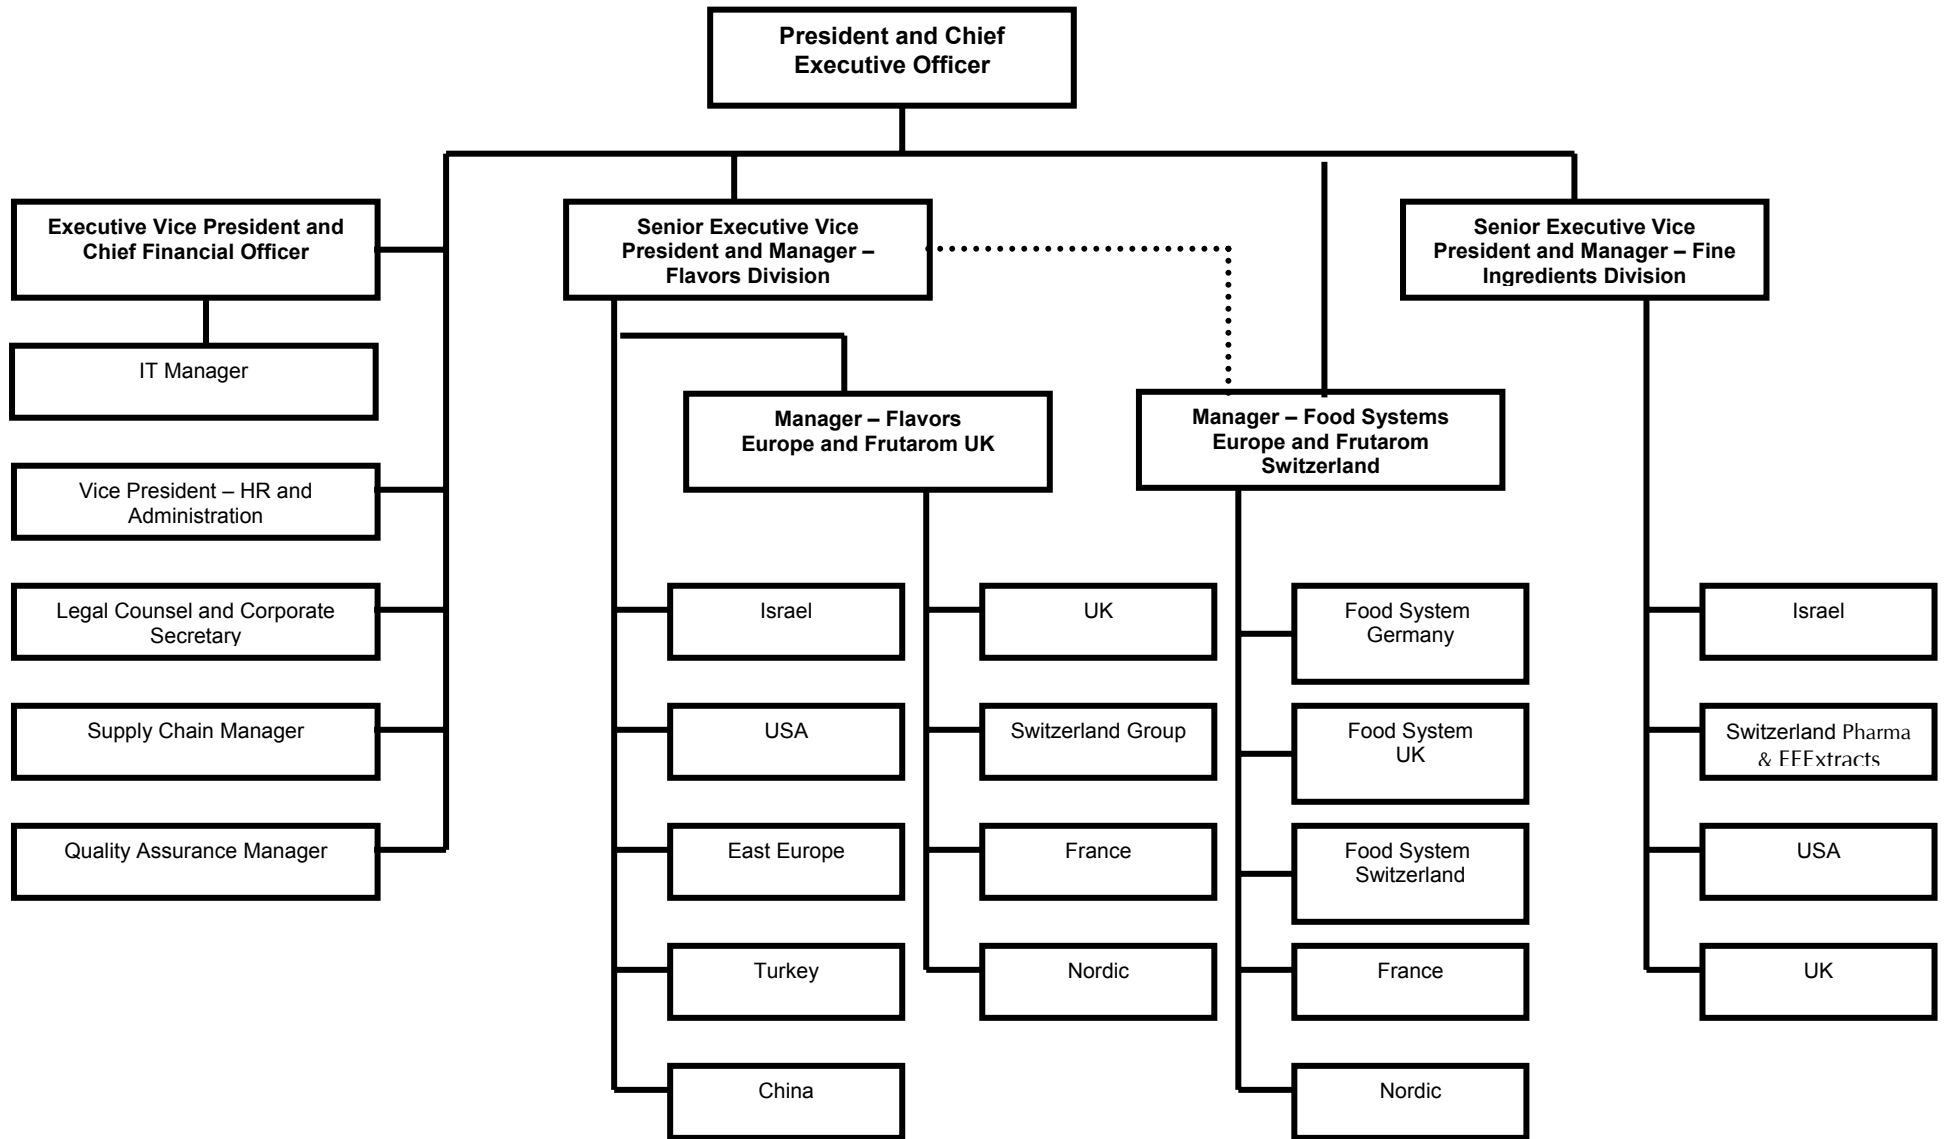 President and Chief
Executive Officer
Executive Vice President and
Chief Financial Officer
Senior Executive Vice
President and Manager –
Flavors Division
Senior Executive Vice
President and Manager – Fine
Ingredients Division
IT Manager
Manager – Flavors
Europe and Frutarom UK
Manager – Food Systems
Europe and Frutarom
Switzerland
Vice President – HR and
Administration
Legal Counsel and Corporate
Secretary
Supply Chain Manager
Quality Assurance Manager
Israel
USA
East Europe
Turkey
China
UK
Switzerland Group
France
Nordic
Food System
Germany
Food System
UK
Food System
Switzerland
France
Nordic
Israel
Switzerland Pharma
& EFExtracts
USA
UK